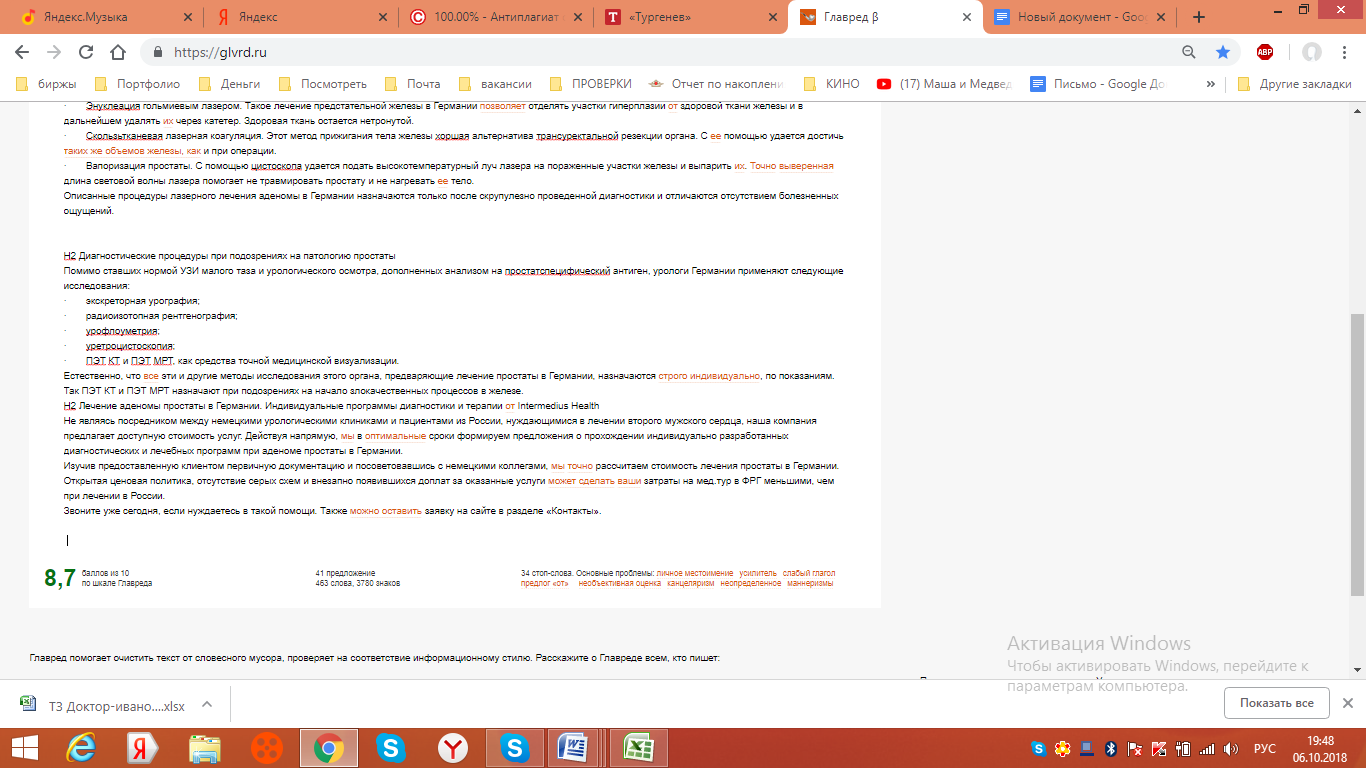 Яндекс.Музыка
Яндекс
100.00% - Антиплагиат
«Тургенев»
Главред β
Новый документ - Goo
https://glvrd.ru
ABP
биржы
Портфолио
Деньги
Посмотреть
Почта
вакансии
ПРОВЕРКИ
Отчет по накоплени
КИНО
(17) Маша и Медвед
Письмо - Google До
»
Другие закладки
· Энуклеация гольмиевым лазером. Такое лечение предстательной железы в Германии позволяет отделять участки гиперплазии от здоровой ткани железы и в
дальнейшем удалять их через катетер. Здоровая ткань остается нетронутой.
· Скользьтканевая лазерная коагуляция. Этот метод прижигания тела железы хоршая альтернатива трансуректальной резекции органа. С ее помощью удается достичь
таких же объемов железы, как и при операции.
· Вапоризация простаты. С помощью цистоскопа удается подать высокотемпературный луч лазера на пораженные участки железы и выпарить их. Точно выверенная
длина световой волны лазера помогает не травмировать простату и не нагревать ее тело.
Описанные процедуры лазерного лечения аденомы в Германии назначаются только после скрупулезно проведенной диагностики и отличаются отсутствием болезненных
ощущений.
H2 Диагностические процедуры при подозрениях на патологию простаты
Помимо ставших нормой УЗИ малого таза и урологического осмотра, дополненных анализом на простатспецифический антиген, урологи Германии применяют следующие
исследования:
· экскреторная урография;
· радиоизотопная рентгенография;
· урофлоуметрия;
· уретроцистоскопия;
· ПЭТ КТ и ПЭТ МРТ, как средства точной медицинской визуализации.
Естественно, что все эти и другие методы исследования этого органа, предваряющие лечение простаты в Германии, назначаются строго индивидуально, по показаниям.
Так ПЭТ КТ и ПЭТ МРТ назначают при подозрениях на начало злокачественных процессов в железе.
H2 Лечение аденомы простаты в Германии. Индивидуальные программы диагностики и терапии от Intermedius Health
Не являясь посредником между немецкими урологическими клиниками и пациентами из России, нуждающимися в лечении второго мужского сердца, наша компания
предлагает доступную стоимость услуг. Действуя напрямую, мы в оптимальные сроки формируем предложения о прохождении индивидуально разработанных
диагностических и лечебных программ при аденоме простаты в Германии.
Изучив предоставленную клиентом первичную документацию и посоветовавшись с немецкими коллегами, мы точно рассчитаем стоимость лечения простаты в Германии.
Открытая ценовая политика, отсутствие серых схем и внезапно появившихся доплат за оказанные услуги может сделать ваши затраты на мед.тур в ФРГ меньшими, чем
при лечении в России.
Звоните уже сегодня, если нуждаетесь в такой помощи. Также можно оставить заявку на сайте в разделе «Контакты».
8,7 баллов из 10
по шкале Главреда
41 предложение
463 слова, 3780 знаков
34 стоп-слова. Основные проблемы: личное местоимение усилитель слабый глагол
предлог «от» необъективная оценка канцеляризм неопределенное маннеризмы
Главред помогает очистить текст от словесного мусора, проверяет на соответствие информационному стилю. Расскажите о Главреде всем, кто пишет:
Активация Windows
Чтобы активировать Windows, перейдите к
параметрам компьютера.
ТЗ Доктор-ивано....xlsx
Показать все
РУС
19:48
06.10.2018